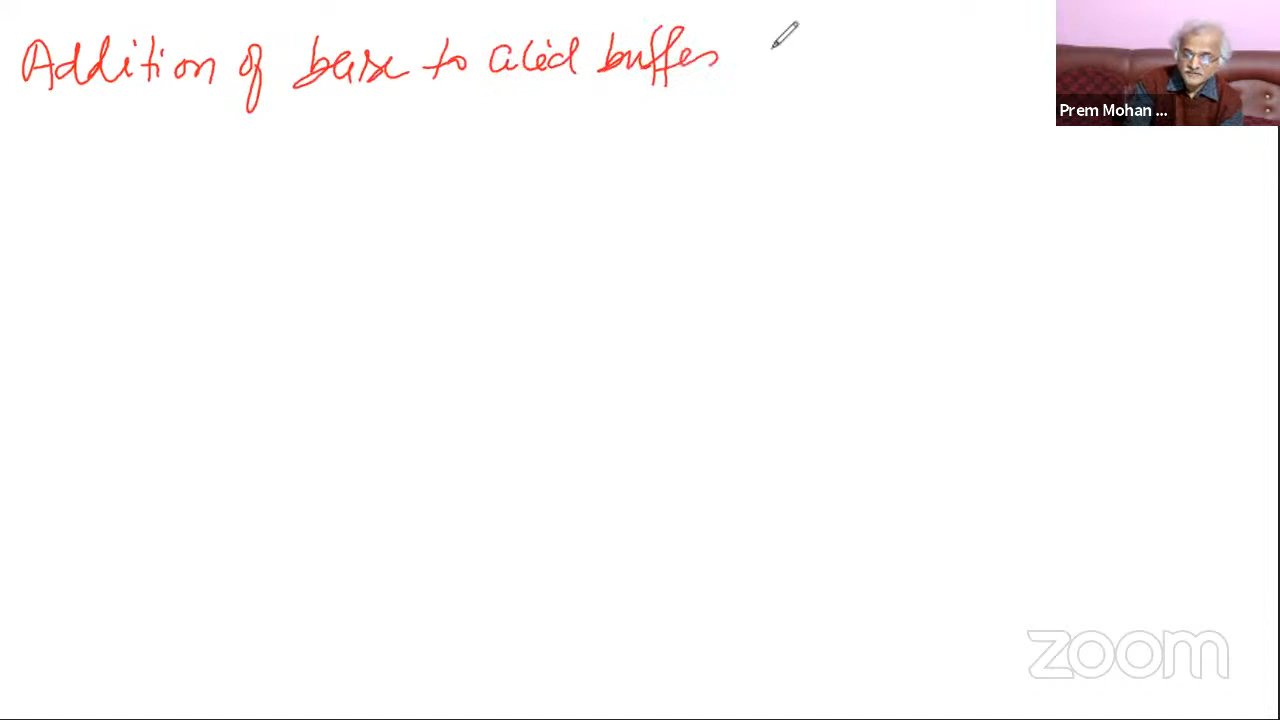 Addition of base to acid buffer
Prem Mohan ...
zoom